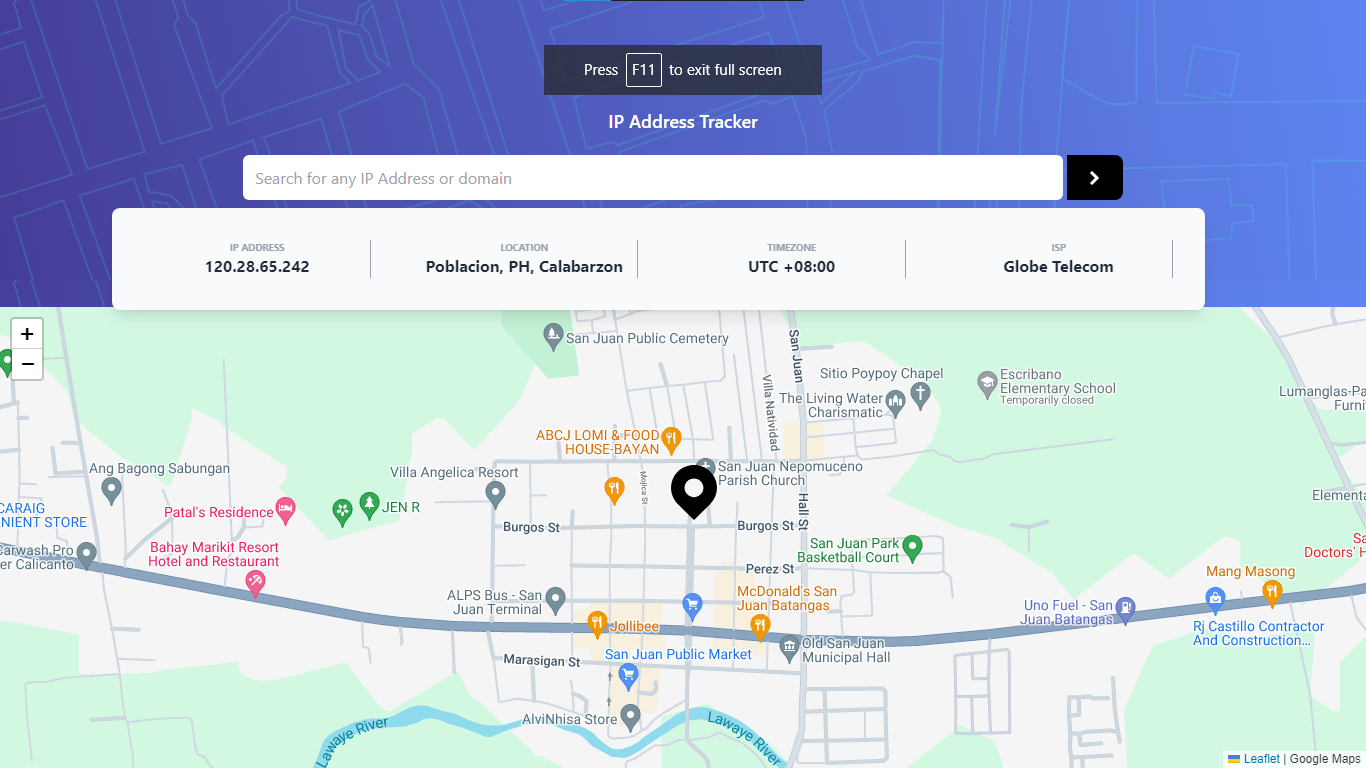 Press F11 to exit full screen
IP Address Tracker
Search for any IP Address or domain
IP ADDRESS
120.28.65.242
LOCATION
Poblacion, PH, Calabarzon
TIMEZONE
UTC +08:00
ISP
Globe Telecom
+
−
San Juan Public Cemetery
San Juan
Sitio Poypoy Chapel
Escribano
Elementary School
Temporarily closed
The Living Water
Charismatic
Villa Natividad
Lumanglas-Pa
Furni
ABCJ LOMI & FOOD
HOUSE-BAYAN
Ang Bagong Sabungan
Villa Angelica Resort
San Juan Nepomuceno
Parish Church
Mojica St
Elementa
CARAIG
NIENT STORE
Patal's Residence
JEN R
Hall St
Burgos St
Burgos St
San Juan Park
Basketball Court
Sa
Doctors' H
Carwash Pro
er Calicanto
Bahay Marikit Resort
Hotel and Restaurant
Perez St
Mang Masong
ALPS Bus - San
Juan Terminal
McDonald's San
Juan Batangas
Uno Fuel - San
Juan Batangas
Jollibee
Rj Castillo Contractor
And Construction...
San Juan Public Market
Old San Juan
Municipal Hall
Marasigan St
AlviNhisa Store
Lawaye River
Lawaye River
Leaflet | Google Maps